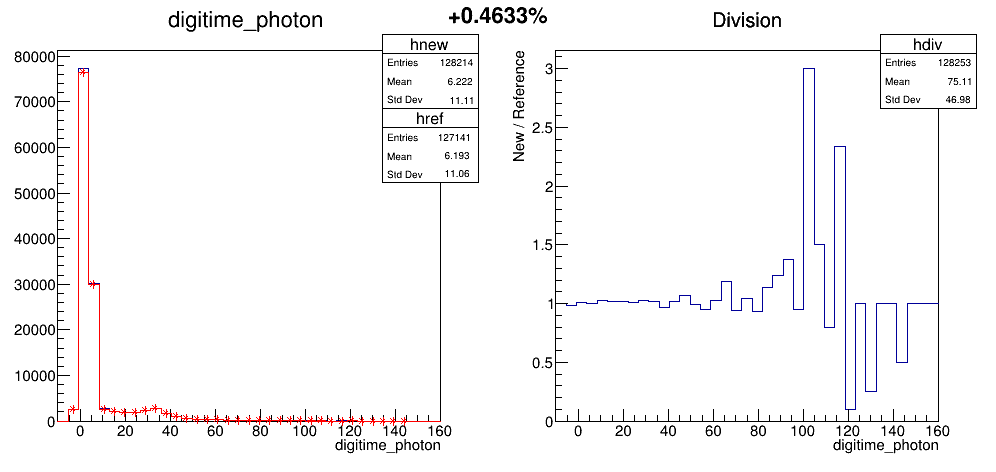 +0.4633%
digitime_photon
hnew
Entries 128214
Mean 6.222
Std Dev 11.11
href
Entries 127141
Mean 6.193
Std Dev 11.06
80000
70000
60000
50000
40000
30000
20000
10000
0
0 20 40 60 80 100 120 140 160
digitime_photon
Division
hdiv
Entries 128253
Mean 75.11
Std Dev 46.98
New / Reference
3
2.5
2
1.5
1
0.5
0
0 20 40 60 80 100 120 140 160
digitime_photon